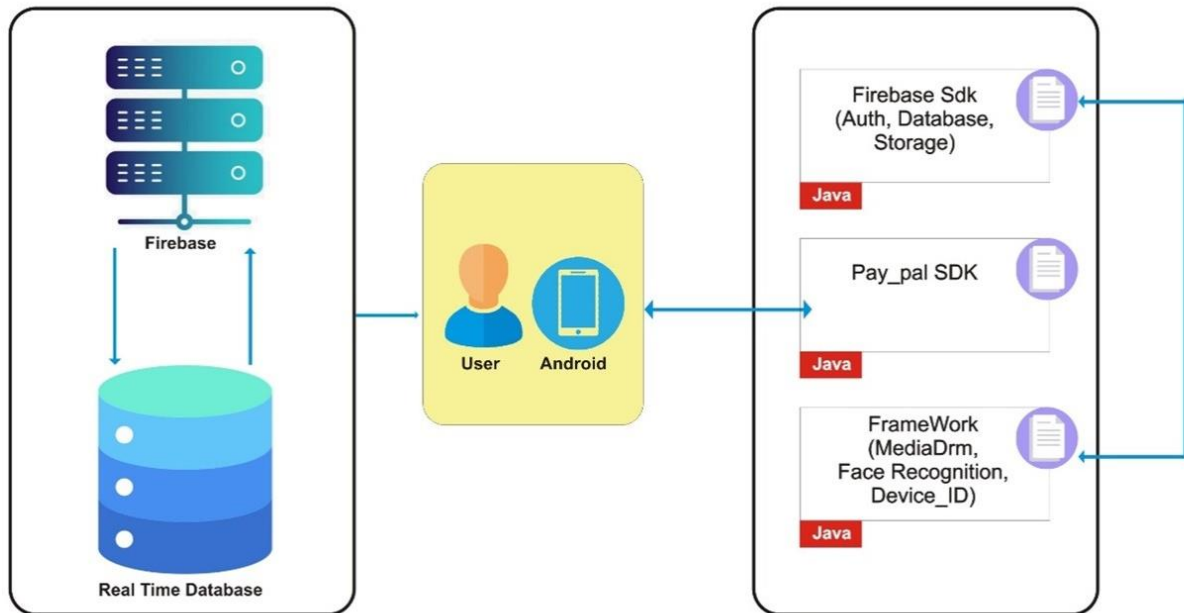 Firebase
Real Time Database
User
Android
Firebase Sdk
(Auth, Database,
Storage)
Java
Pay_pal SDK
Java
FrameWork
(MediaDrm,
Face Recognition,
Device_ID)
Java